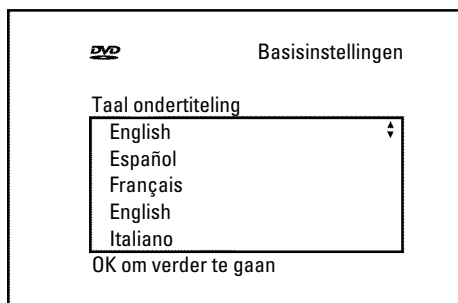 DVD Basisinstellingen
Taal ondertiteling
English
Español
Français
English
Italiano
OK om verder te gaan